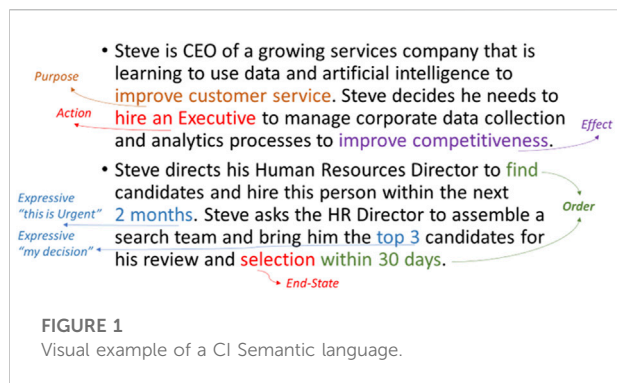 • Steve is CEO of a growing services company that is
learning to use data and artificial intelligence to
Purpose
improve customer service. Steve decides he needs to
Action
hire an Executive to manage corporate data collection
Effect
and analytics processes to improve competitiveness.
• Steve directs his Human Resources Director to find
candidates and hire this person within the next
Expressive
"this is Urgent"
2 months. Steve asks the HR Director to assemble a
Order
Expressive
"my decision"
search team and bring him the top 3 candidates for
his review and selection within 30 days.
End-State
FIGURE 1
Visual example of a CI Semantic language.